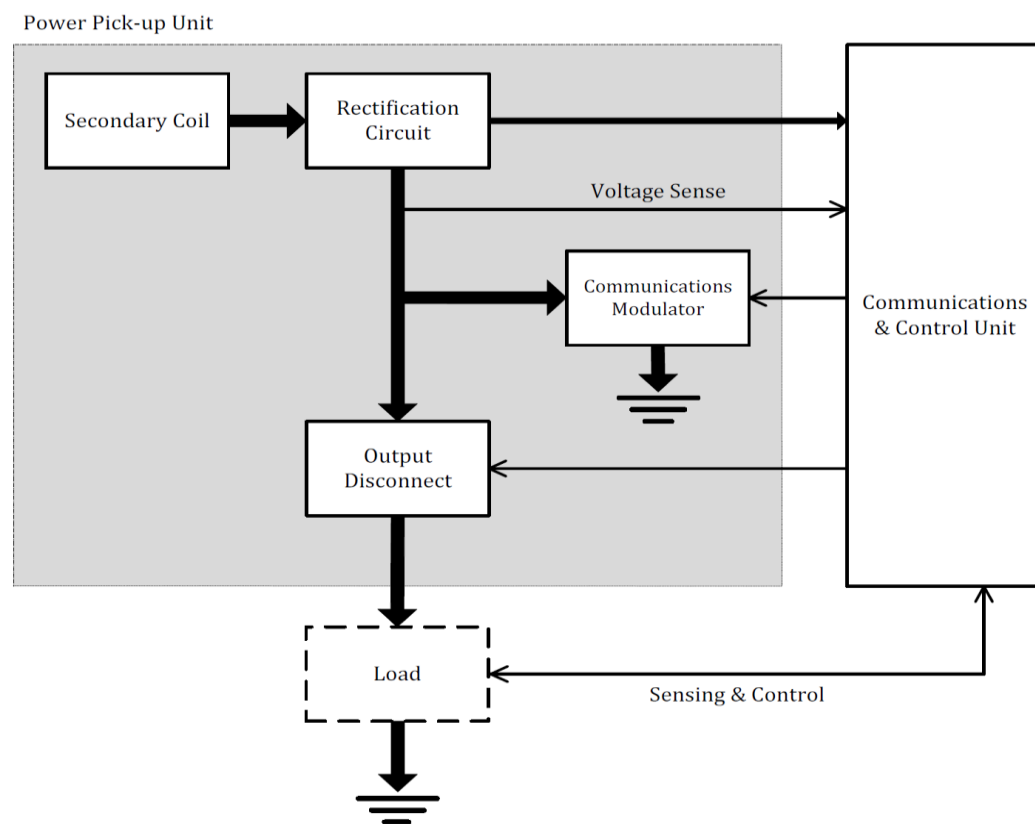 Power Pick-up Unit
Secondary Coil
Rectification
Circuit
Voltage Sense
Communications
Modulator
Communications
& Control Unit
Output
Disconnect
Load
Sensing & Control